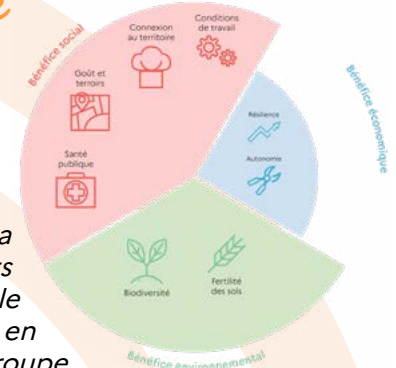 Bénéfice social
Conditions
de travail
Connexion
au territoire
Goût et
terroirs
Santé
publique
Bénéfice économique
Résilience
Autonomie
Biodiversité
Fertilité
des sols
Bénéfice environnemental
a
rs
le
en
roupe